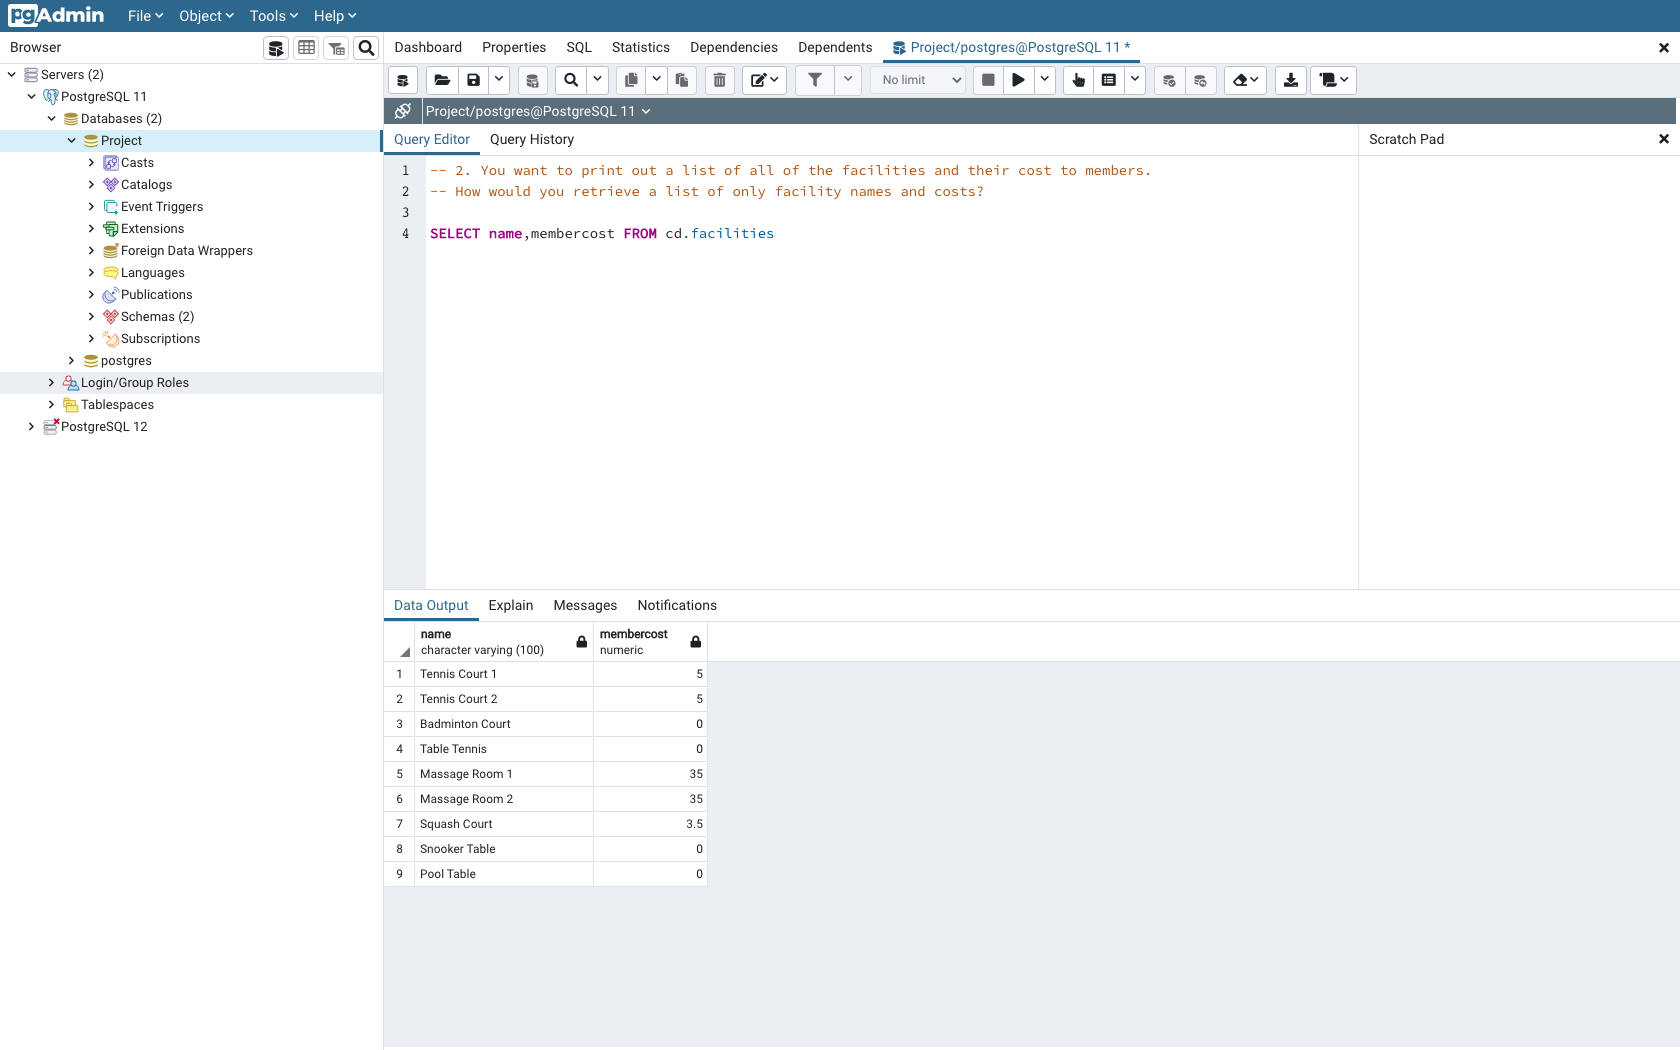 pgAdmin File Object Tools Help
Browser
Dashboard Properties SQL Statistics Dependencies Dependents Project/postgres@PostgreSQL 11 *
Servers (2)
PostgreSQL 11
Databases (2)
Project
Casts
Catalogs
Event Triggers
Extensions
Foreign Data Wrappers
Languages
Publications
Schemas (2)
Subscriptions
postgres
Login/Group Roles
Tablespaces
PostgreSQL 12
No limit
Project/postgres@PostgreSQL 11
Query Editor Query History
Scratch Pad
1 -- 2. You want to print out a list of all of the facilities and their cost to members.
2 -- How would you retrieve a list of only facility names and costs?
3
4 SELECT name,membercost FROM cd.facilities
Data Output Explain Messages Notifications
name membercost
character varying (100) numeric
1 Tennis Court 1 5
2 Tennis Court 2 5
3 Badminton Court 0
4 Table Tennis 0
5 Massage Room 1 35
6 Massage Room 2 35
7 Squash Court 3.5
8 Snooker Table 0
9 Pool Table 0